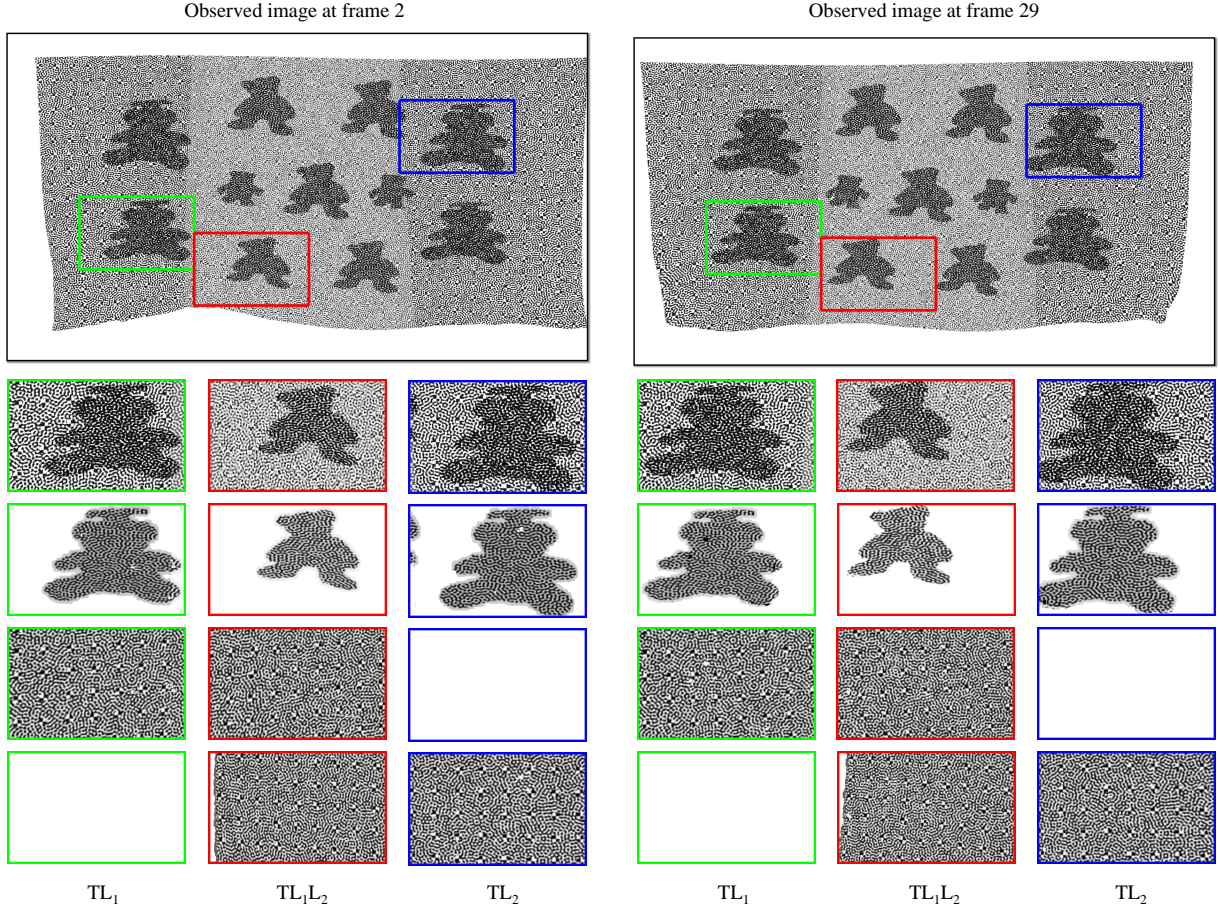 Observed image at frame 2
Observed image at frame 29
TL₁
TL₁L₂
TL₂
TL₁
TL₁L₂
TL₂